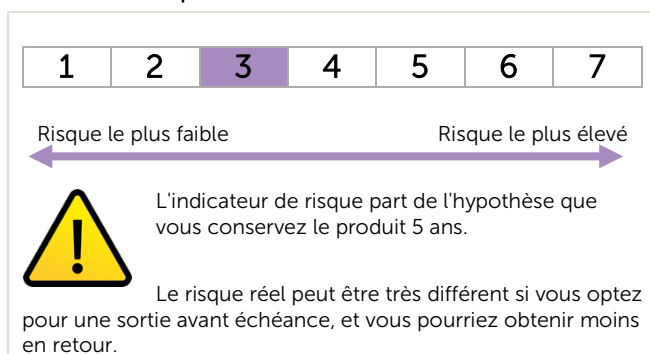 1 2 3 4 5 6 7
Risque le plus faible Risque le plus élevé
L'indicateur de risque part de l'hypothèse que
vous conservez le produit 5 ans.
Le risque réel peut être très différent si vous optez
pour une sortie avant échéance, et vous pourriez obtenir moins
en retour.